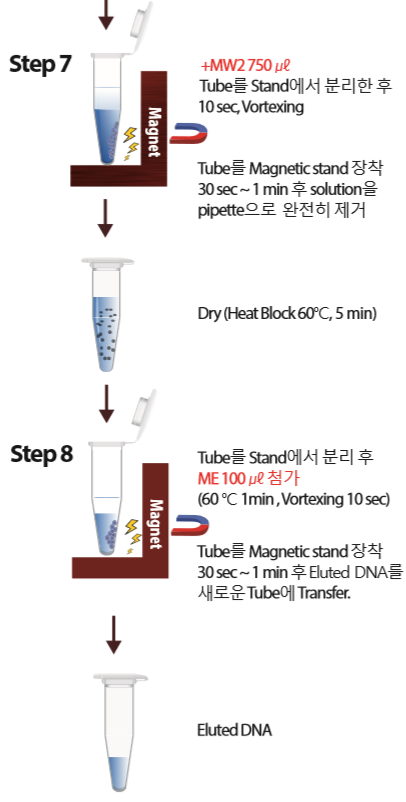 Step 7
+MW2 750 μℓ
Tube를 Stand에서 분리한 후
10 sec, Vortexing
Magnet
Tube를 Magnetic stand 장착
30 sec ~ 1 min 후 solution을
pipette으로 완전히 제거
Dry (Heat Block 60℃, 5 min)
Step 8
Tube를 Stand에서 분리 후
ME 100 μℓ 첨가
(60 ℃ 1min , Vortexing 10 sec)
Magnet
Tube를 Magnetic stand 장착
30 sec ~ 1 min 후 Eluted DNA를
새로운 Tube에 Transfer.
Eluted DNA